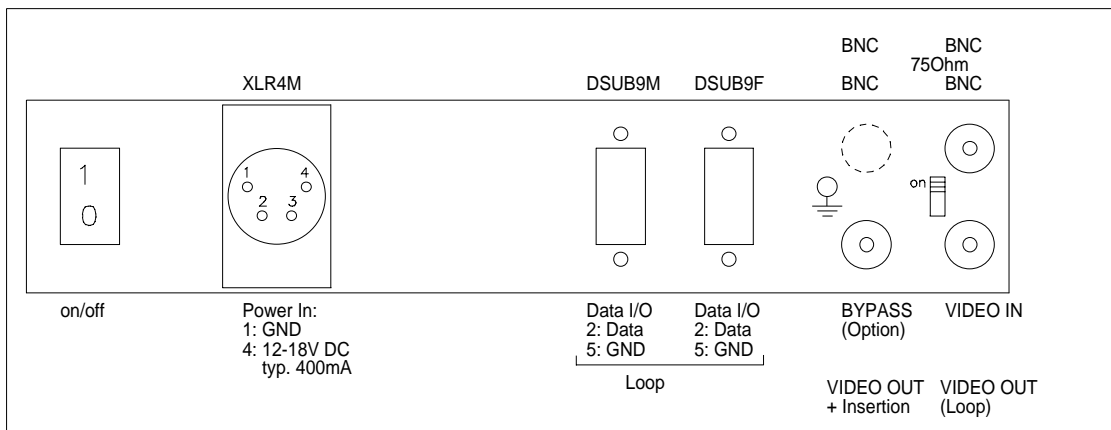 BNC BNC
75Ohm
XLR4M DSUB9M DSUB9F BNC BNC
1
0
1 4
2 3
on
on/off Power In: Data I/O Data I/O BYPASS VIDEO IN
1: GND 2: Data 2: Data (Option)
4: 12-18V DC 5: GND 5: GND
typ. 400mA
Loop
VIDEO OUT VIDEO OUT
+ Insertion (Loop)